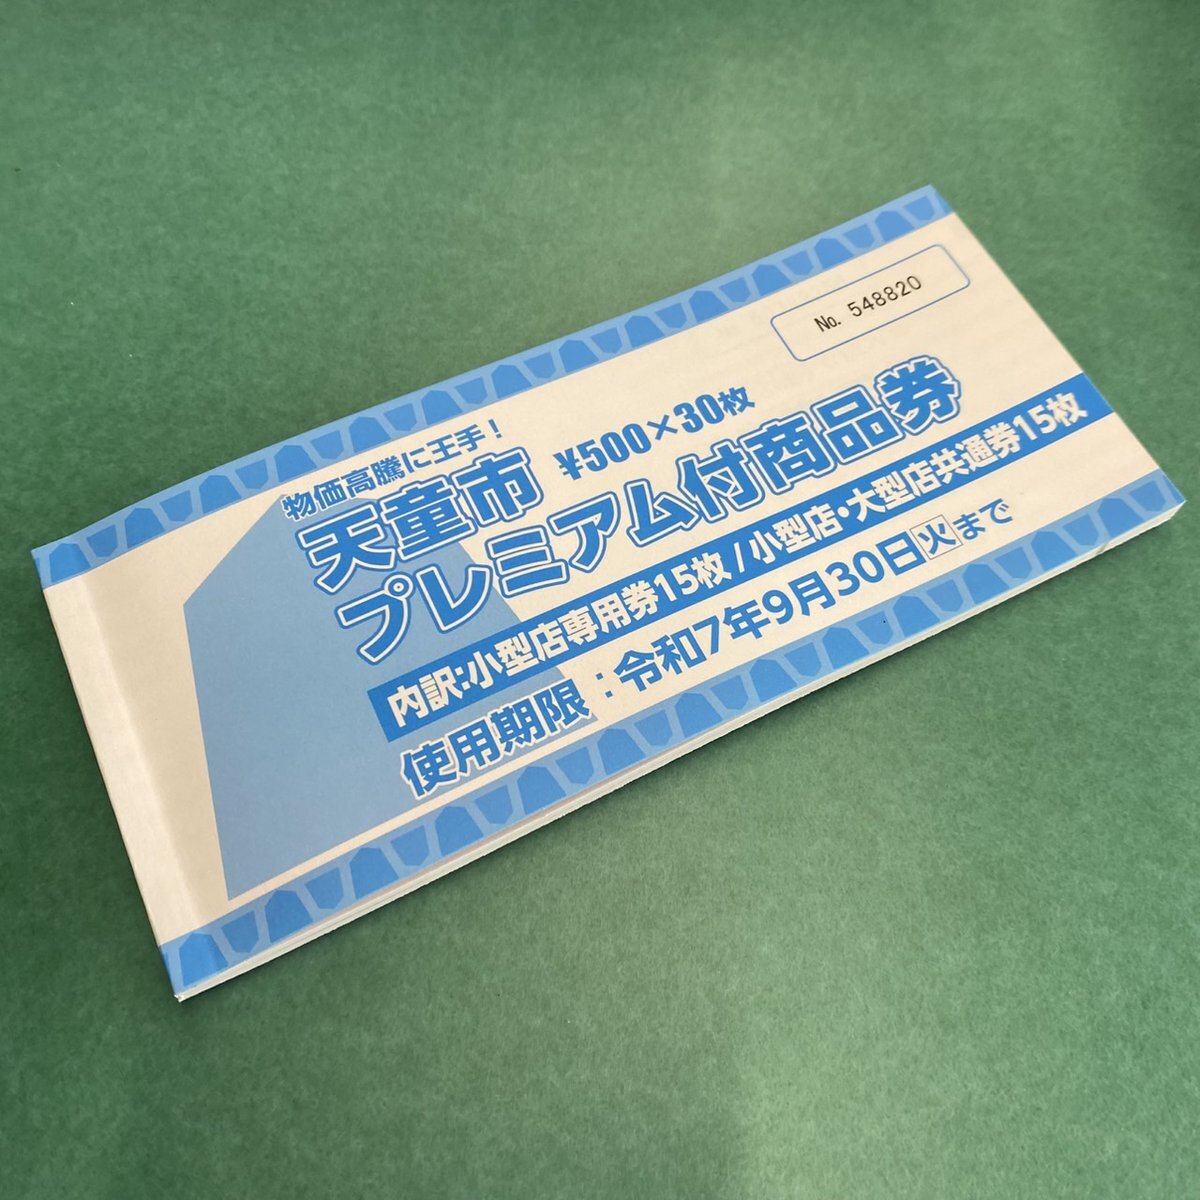 № 548820
物価高騰に王手！
天童市
¥500×30枚
プレミアム付商品券
内訳：小型店専用券15枚/小型店・大型店共通券15枚
使用期限：令和7年9月30日火まで